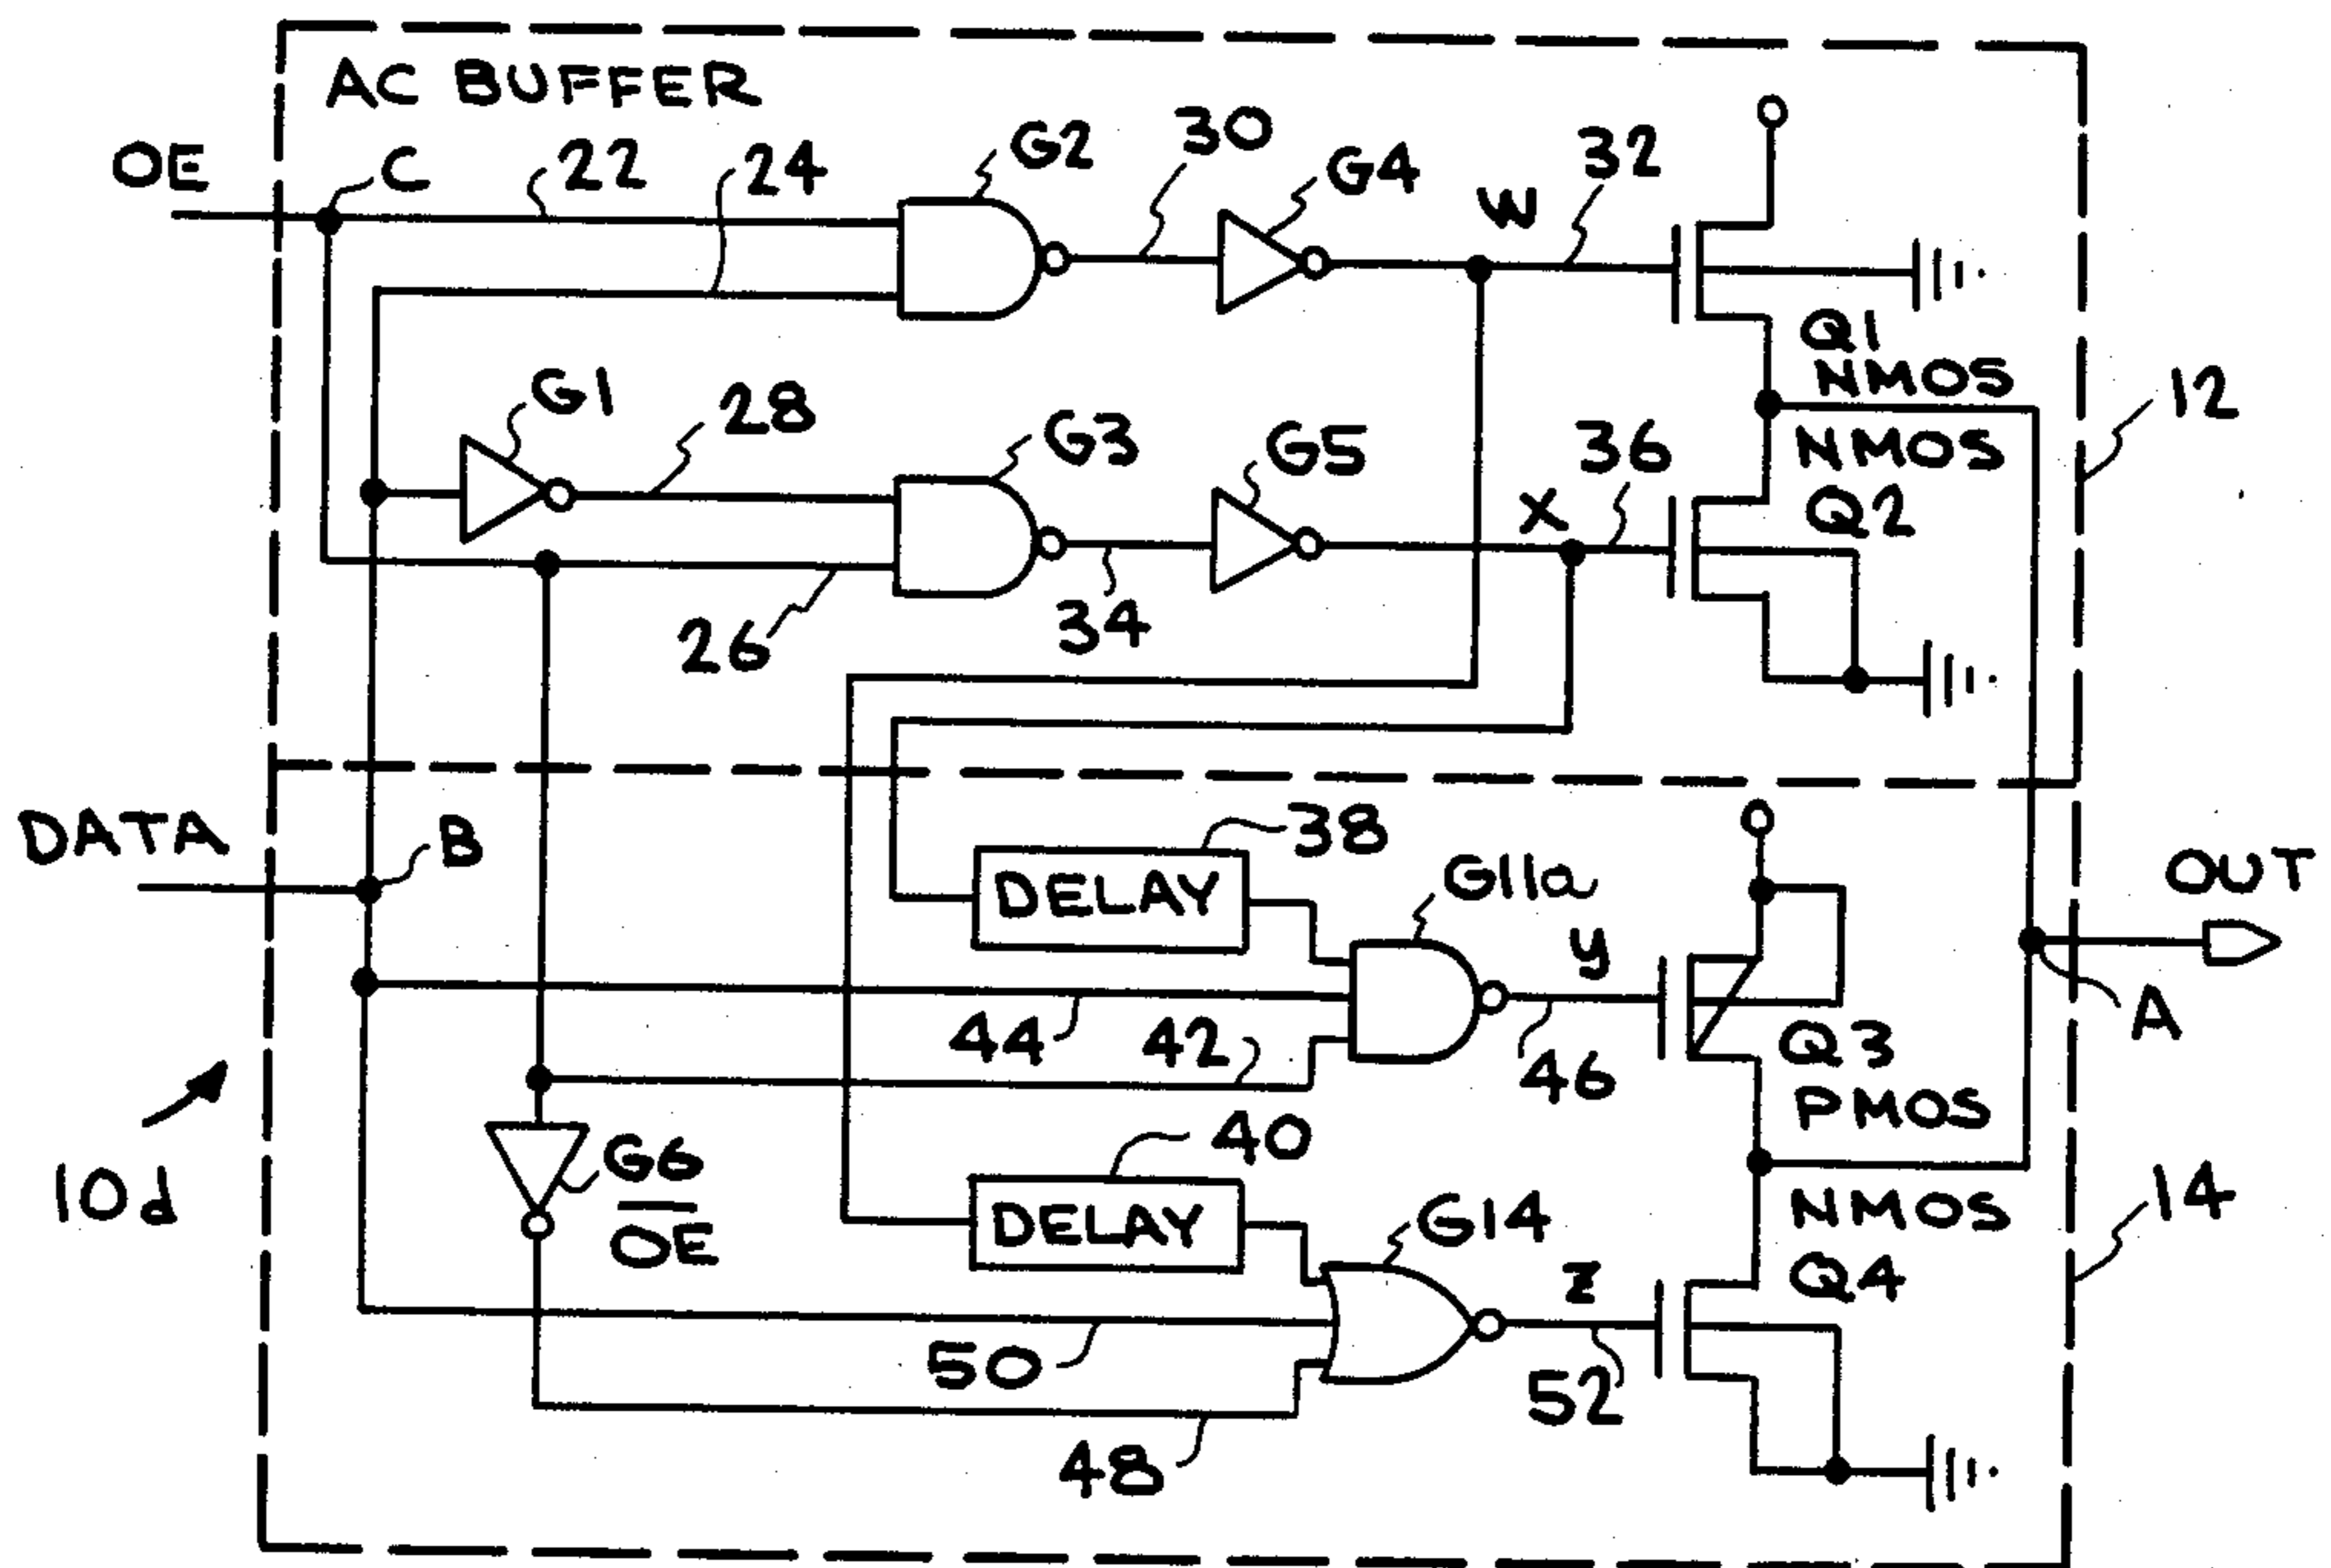 AC BUFFER
OE
C
22
24
G2
30
G4
W
32
Q1
NMOS
12
G1
28
G3
G5
36
X
NMOS
Q2
26
34
DATA
B
DELAY
38
G11a
y
OUT
A
44
42
46
Q3
PMOS
10d
G6
OE
40
DELAY
G14
z
NMOS
Q4
14
50
52
48